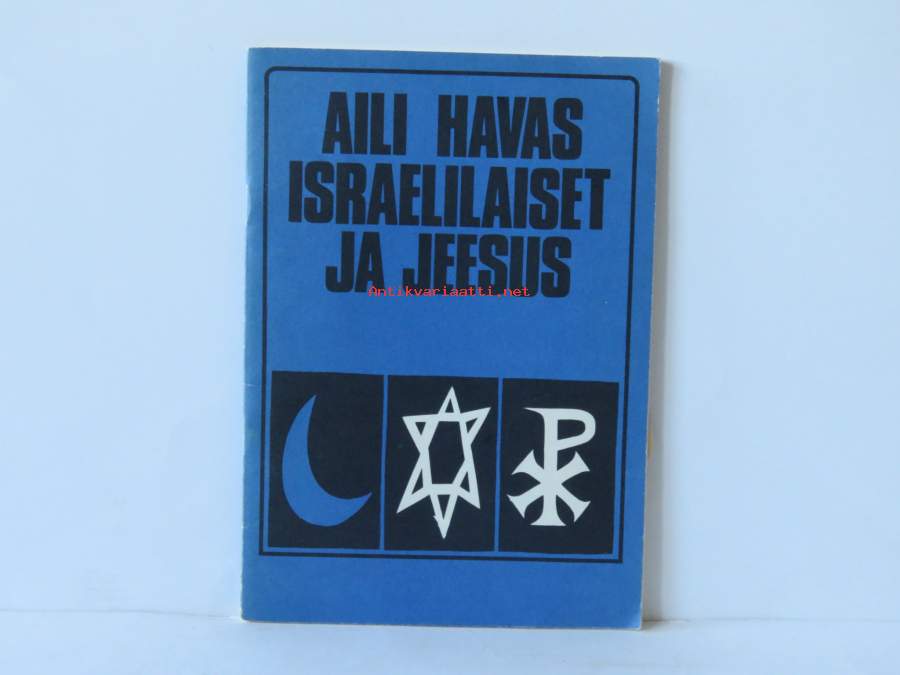 AILI HAVAS
ISRAELILAISET
JA JEESUS
Antikvariaatti.net